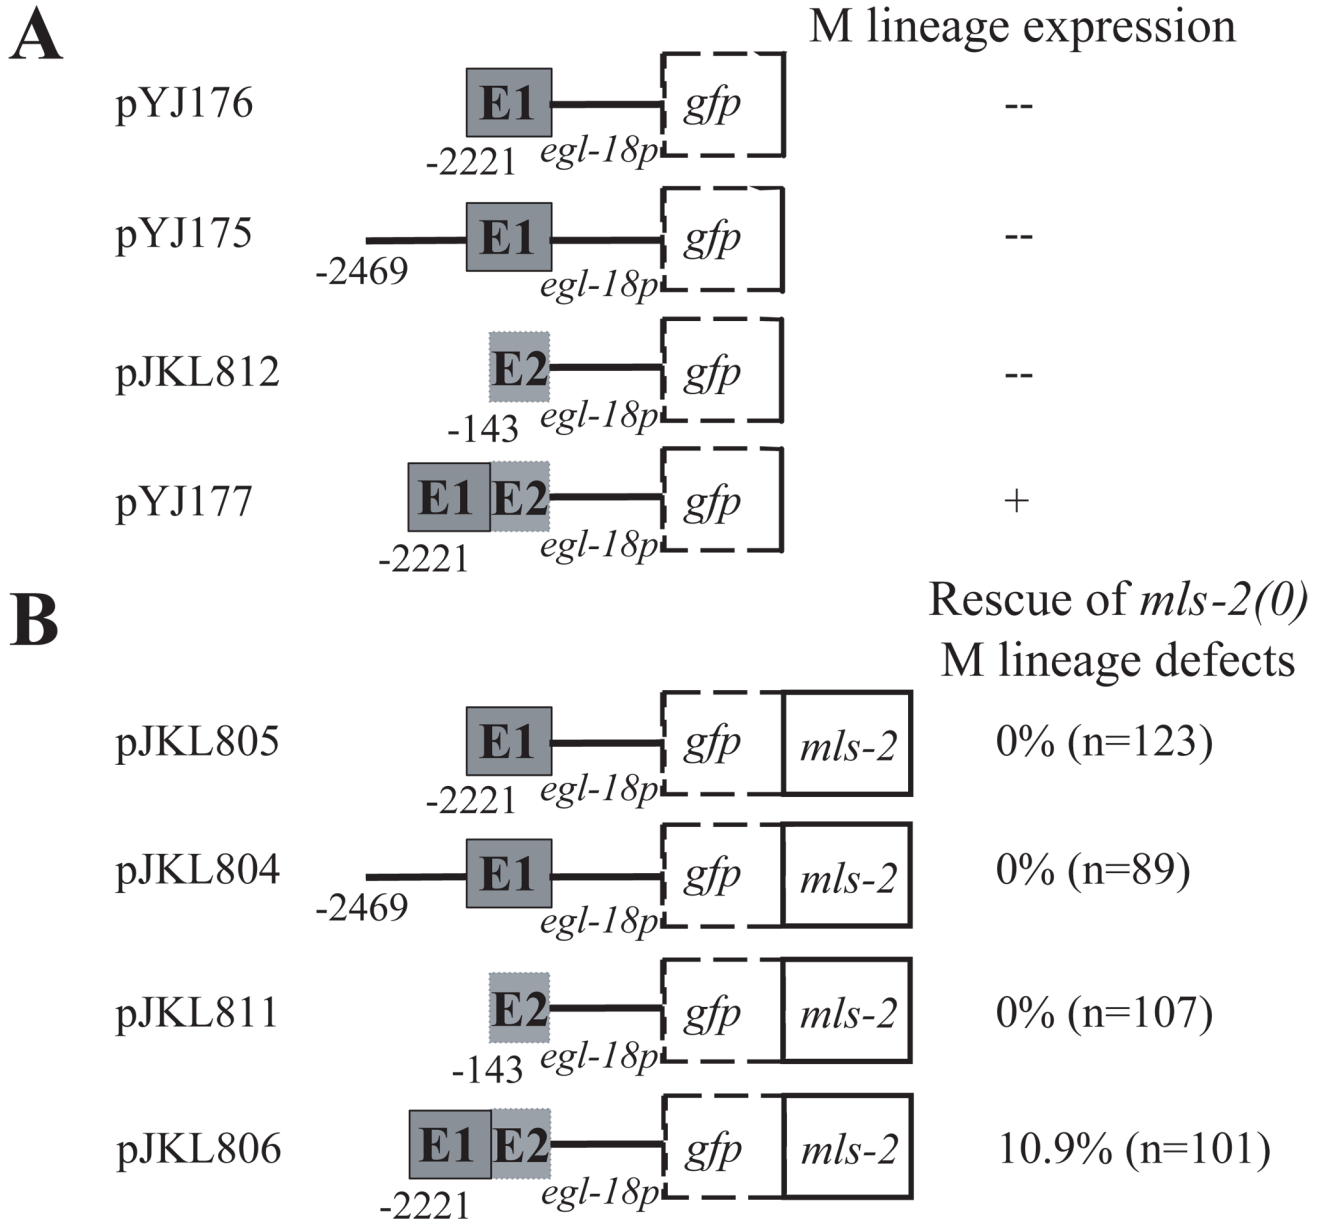 A
M lineage expression
pYJ176 E1 gfp --
-2221 egl-18p
pYJ175 E1 gfp --
-2469 egl-18p
pJKL812 E2 gfp --
-143 egl-18p
pYJ177 E1 E2 gfp +
-2221 egl-18p
B
Rescue of mls-2(0)
M lineage defects
pJKL805 E1 gfp mls-2 0% (n=123)
-2221 egl-18p
pJKL804 E1 gfp mls-2 0% (n=89)
-2469 egl-18p
pJKL811 E2 gfp mls-2 0% (n=107)
-143 egl-18p
pJKL806 E1 E2 gfp mls-2 10.9% (n=101)
-2221 egl-18p